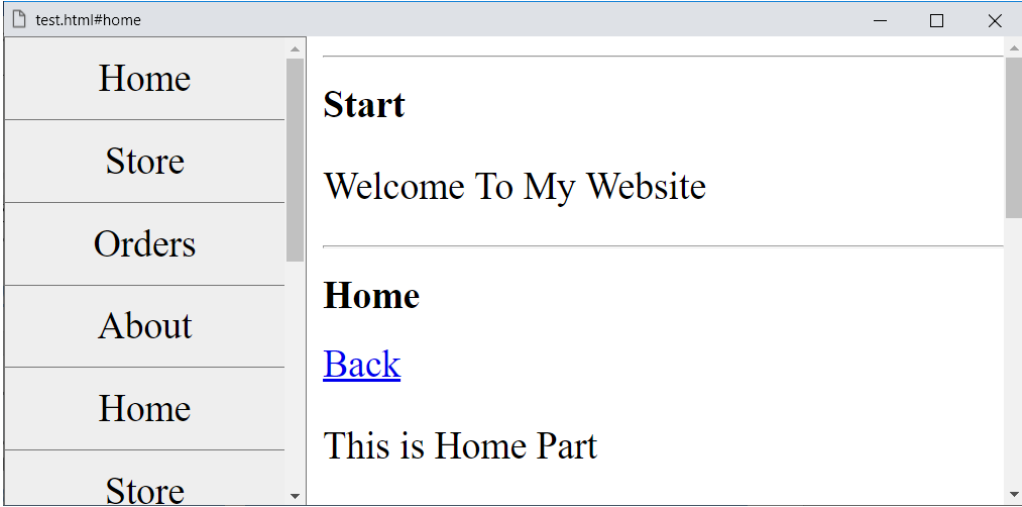 test.html#home
Home
Store
Orders
About
Home
Store
Start
Welcome To My Website
Home
Back
This is Home Part